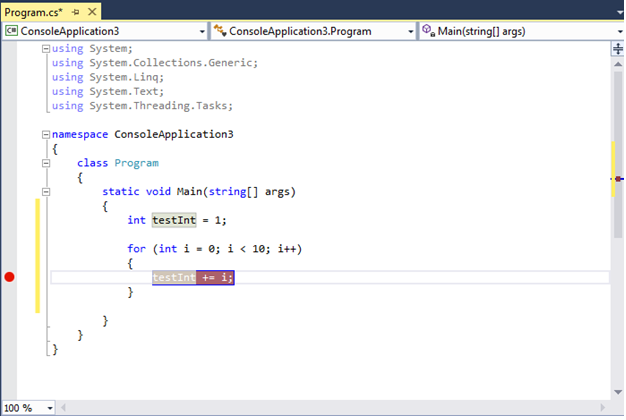 Program.cs*
ConsoleApplication3 ConsoleApplication3.Program Main(string[] args)
using System;
using System.Collections.Generic;
using System.Linq;
using System.Text;
using System.Threading.Tasks;
namespace ConsoleApplication3
{
class Program
{
static void Main(string[] args)
{
int testInt = 1;
for (int i = 0; i < 10; i++)
{
testInt += i;
}
}
}
}
100 %